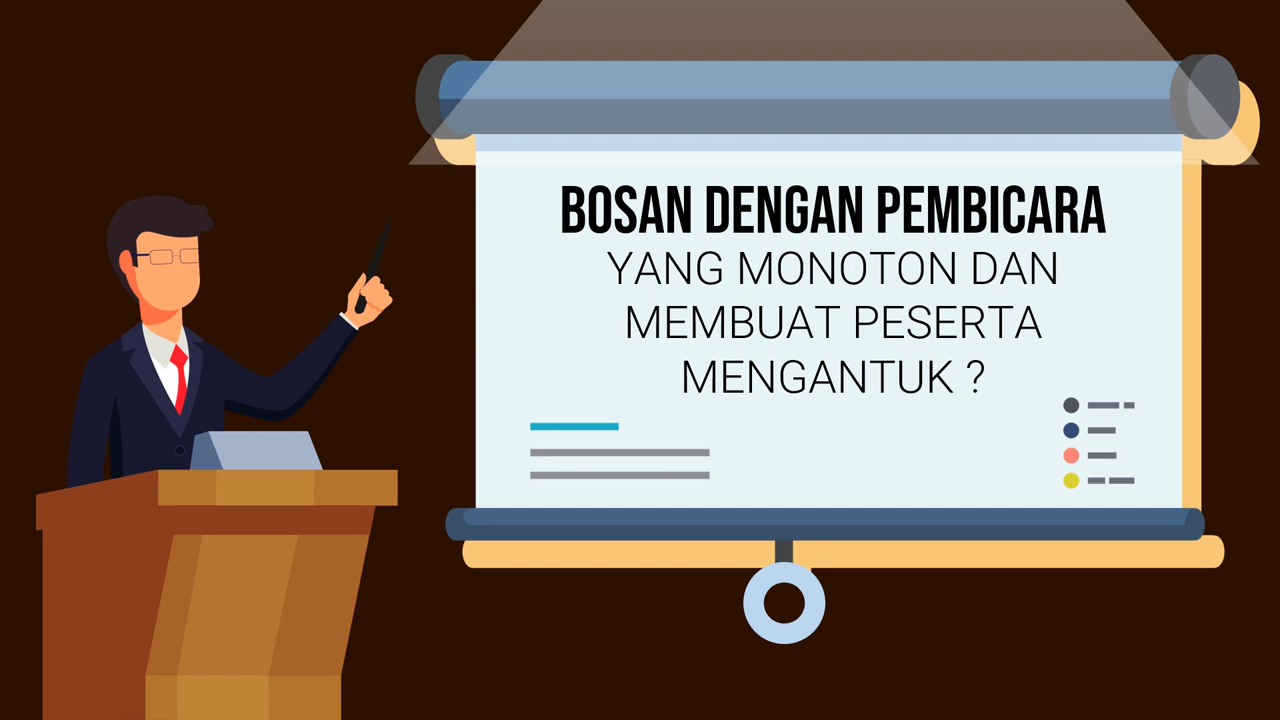 BOSAN DENGAN PEMBICARA
YANG MONOTON DAN
MEMBUAT PESERTA
MENGANTUK ?